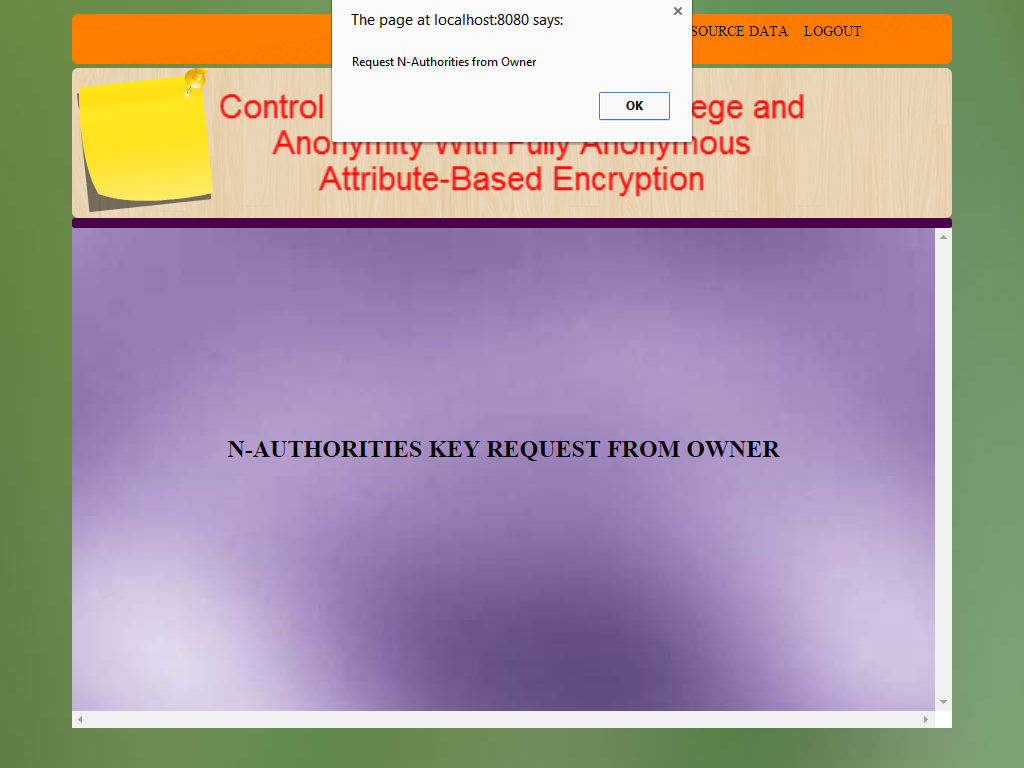 The page at localhost:8080 says:
Request N-Authorities from Owner
OK
SOURCE DATA LOGOUT
Control ege and
Anonymity With Fully Anonymous
Attribute-Based Encryption
N-AUTHORITIES KEY REQUEST FROM OWNER